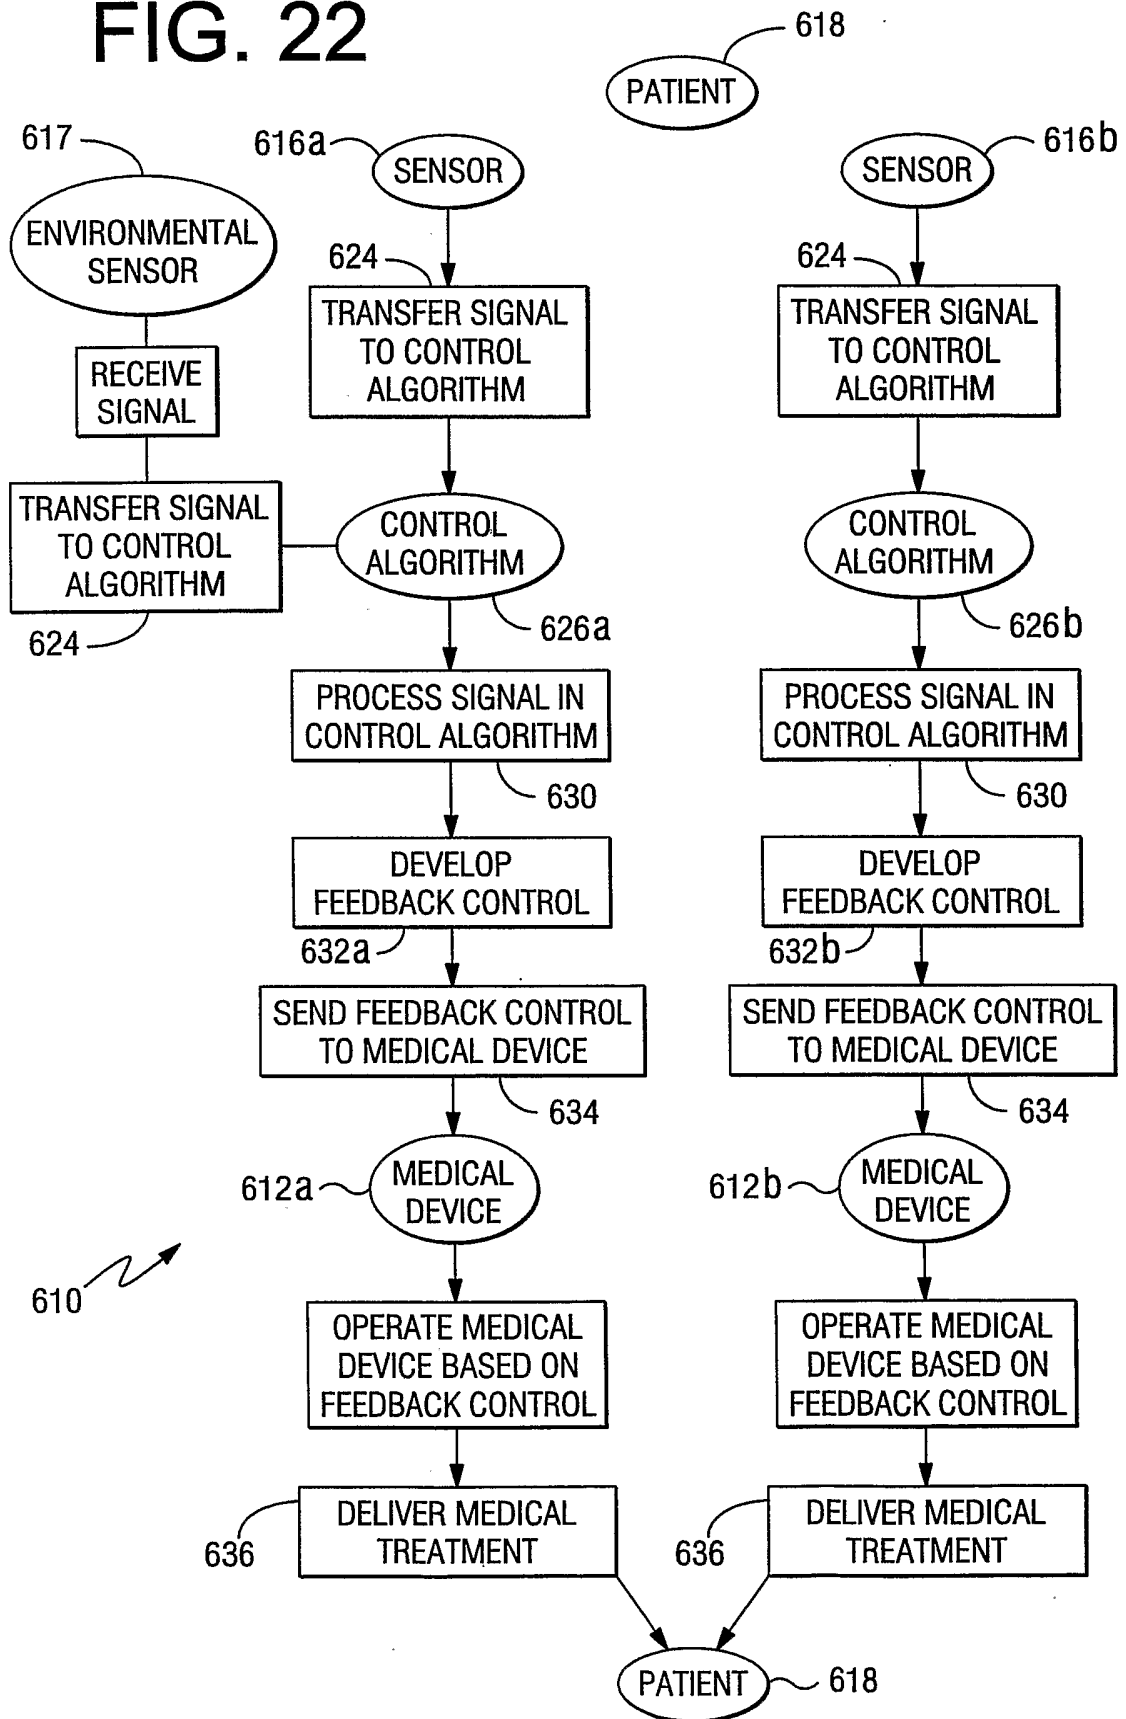 FIG. 22
618
PATIENT
617
ENVIRONMENTAL
SENSOR
RECEIVE
SIGNAL
TRANSFER SIGNAL
TO CONTROL
ALGORITHM
624
616a
SENSOR
624
TRANSFER SIGNAL
TO CONTROL
ALGORITHM
CONTROL
ALGORITHM
626a
PROCESS SIGNAL IN
CONTROL ALGORITHM
630
DEVELOP
FEEDBACK CONTROL
632a
SEND FEEDBACK CONTROL
TO MEDICAL DEVICE
634
612a
MEDICAL
DEVICE
610
OPERATE MEDICAL
DEVICE BASED ON
FEEDBACK CONTROL
DELIVER MEDICAL
TREATMENT
636
616b
SENSOR
624
TRANSFER SIGNAL
TO CONTROL
ALGORITHM
CONTROL
ALGORITHM
626b
PROCESS SIGNAL IN
CONTROL ALGORITHM
630
DEVELOP
FEEDBACK CONTROL
632b
SEND FEEDBACK CONTROL
TO MEDICAL DEVICE
634
612b
MEDICAL
DEVICE
OPERATE MEDICAL
DEVICE BASED ON
FEEDBACK CONTROL
DELIVER MEDICAL
TREATMENT
636
PATIENT
618